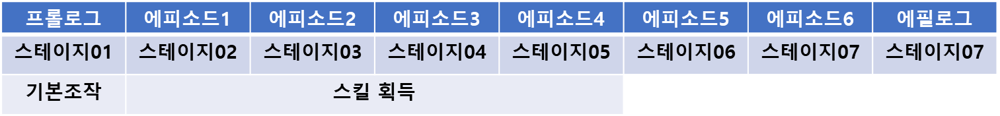 프롤로그 에피소드1 에피소드2 에피소드3 에피소드4 에피소드5 에피소드6 에필로그
스테이지01 스테이지02 스테이지03 스테이지04 스테이지05 스테이지06 스테이지07 스테이지07
기본조작 스킬 획득